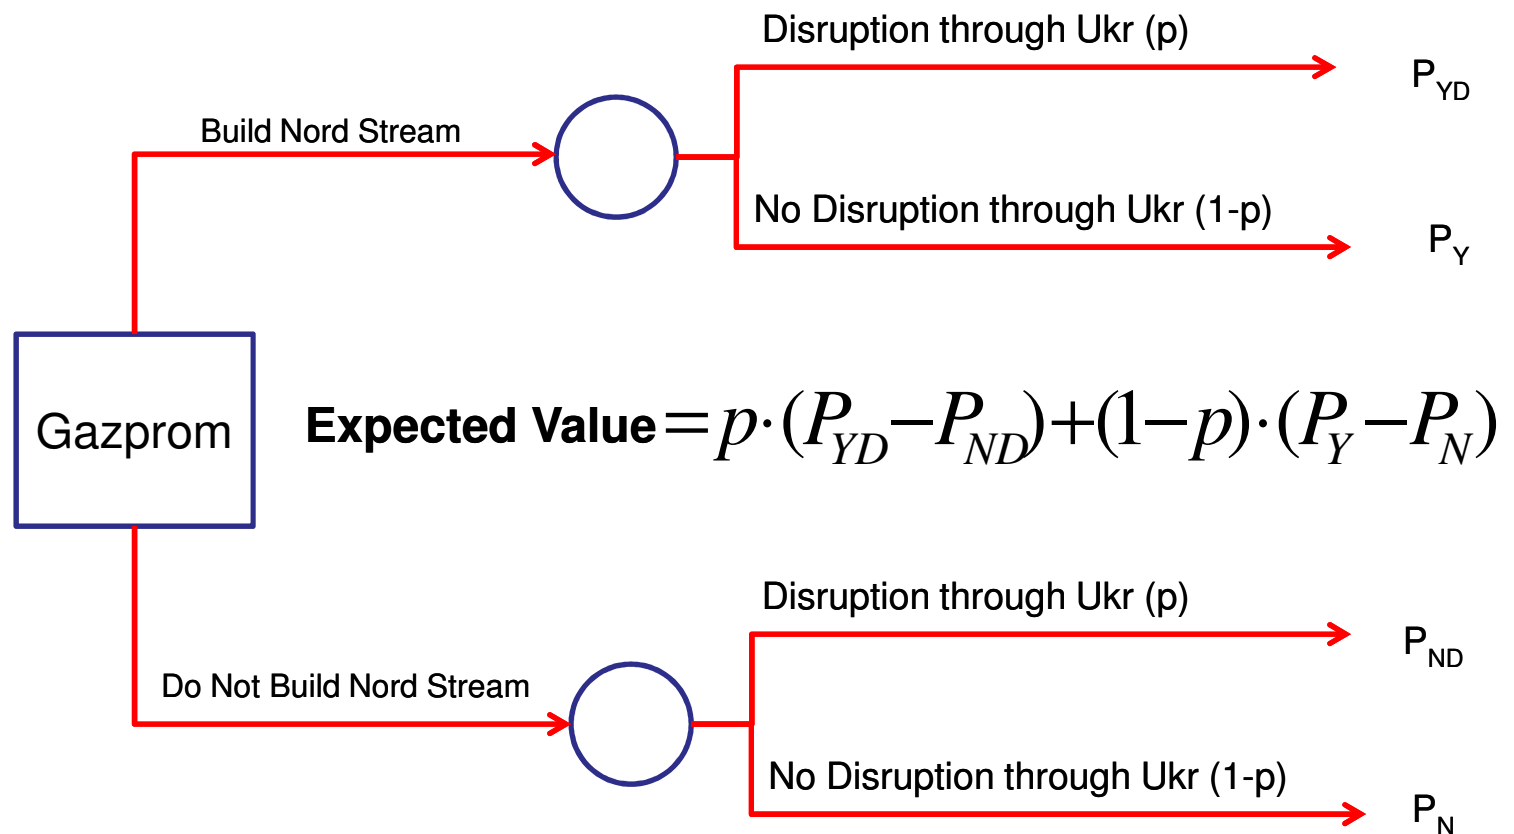 Disruption through Ukr (p)
P_YD
Build Nord Stream
No Disruption through Ukr (1-p)
P_Y
Gazprom
Expected Value = p·(P_YD − P_ND) + (1 − p)·(P_Y − P_N)
Disruption through Ukr (p)
P_ND
Do Not Build Nord Stream
No Disruption through Ukr (1-p)
P_N